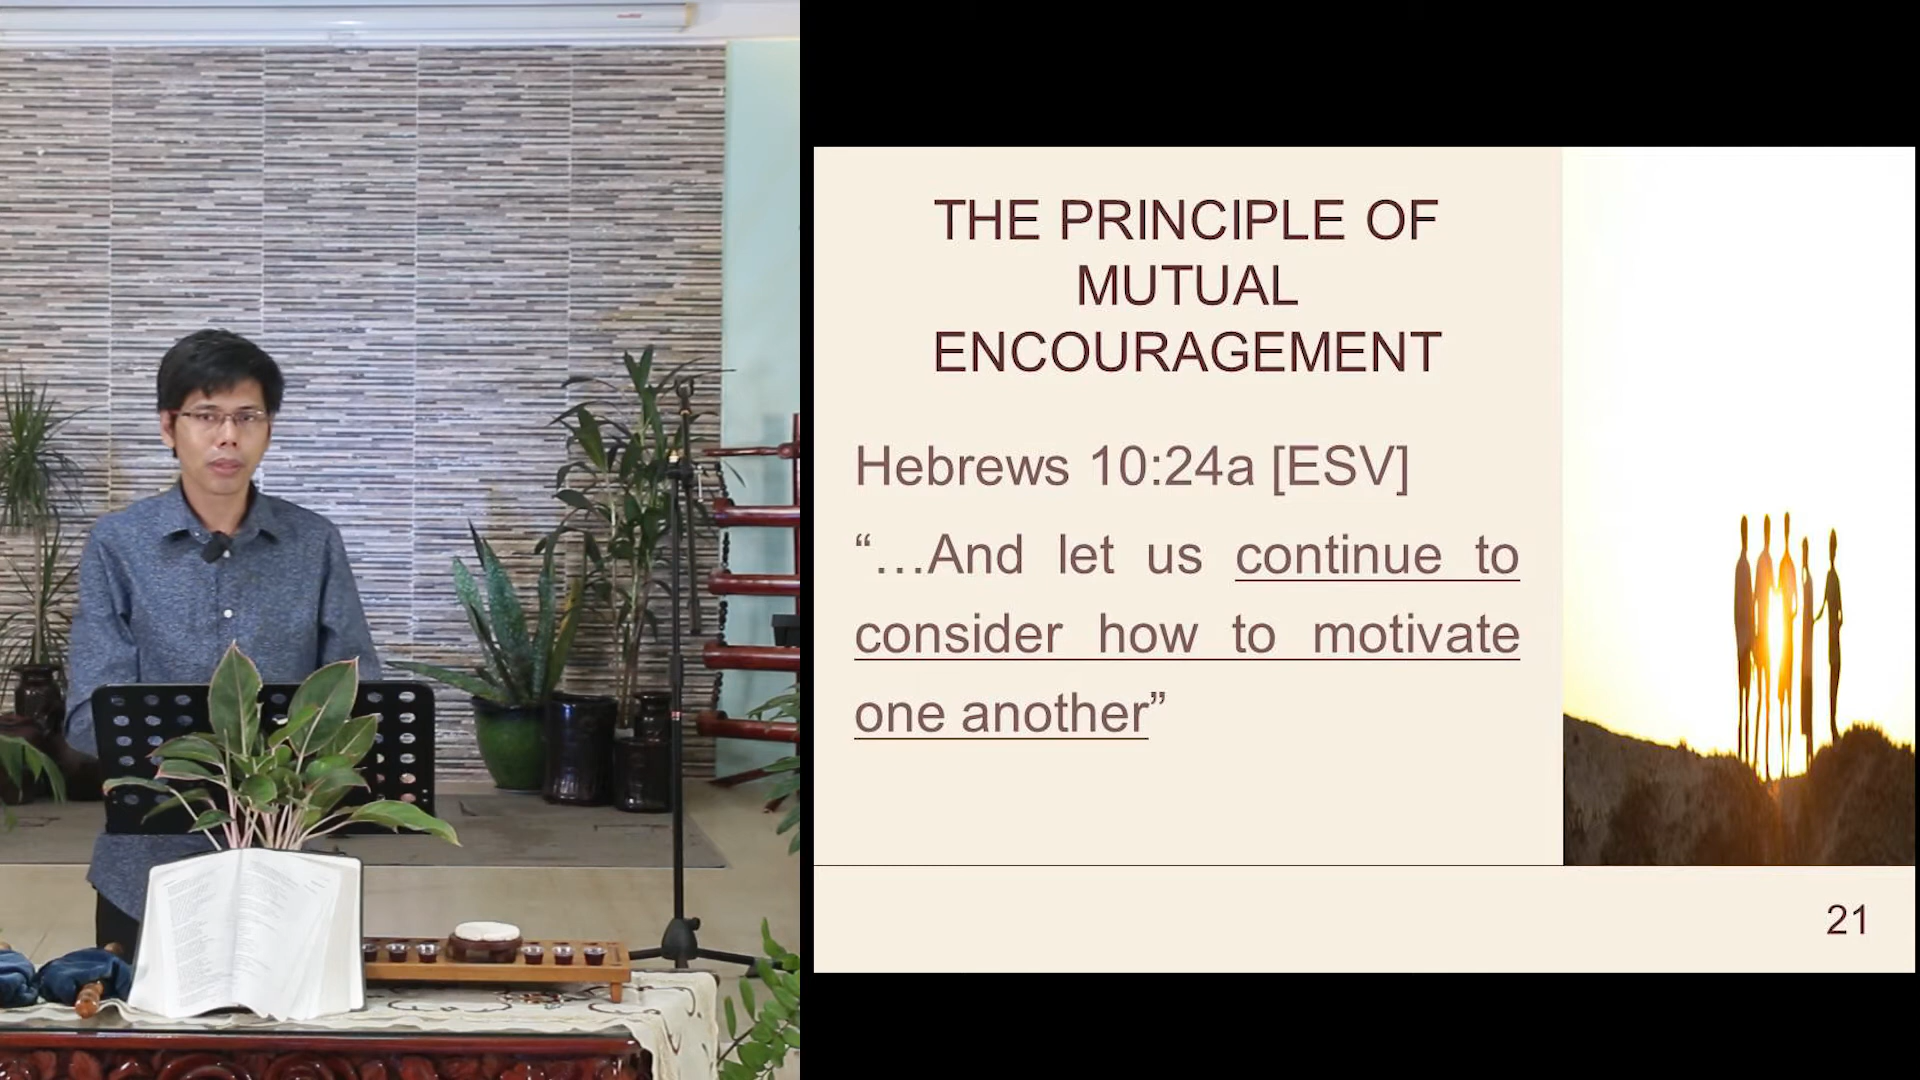 THE PRINCIPLE OF
MUTUAL
ENCOURAGEMENT
Hebrews 10:24a [ESV]
“…And let us continue to
consider how to motivate
one another”
21